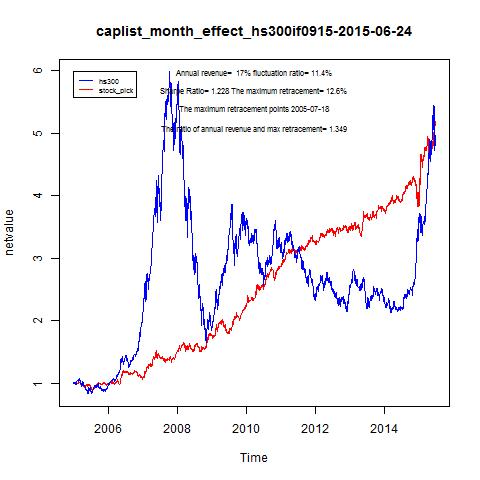 caplist_month_effect_hs300if0915-2015-06-24
Annual revenue= 17% fluctuation ratio= 11.4%
hs300
stock_pick
Sharpe Ratio= 1.228 The maximum retracement= 12.6%
The maximum retracement points 2005-07-18
The ratio of annual revenue and max retracement= 1.349
netvalue
6
5
4
3
2
1
2006 2008 2010 2012 2014
Time